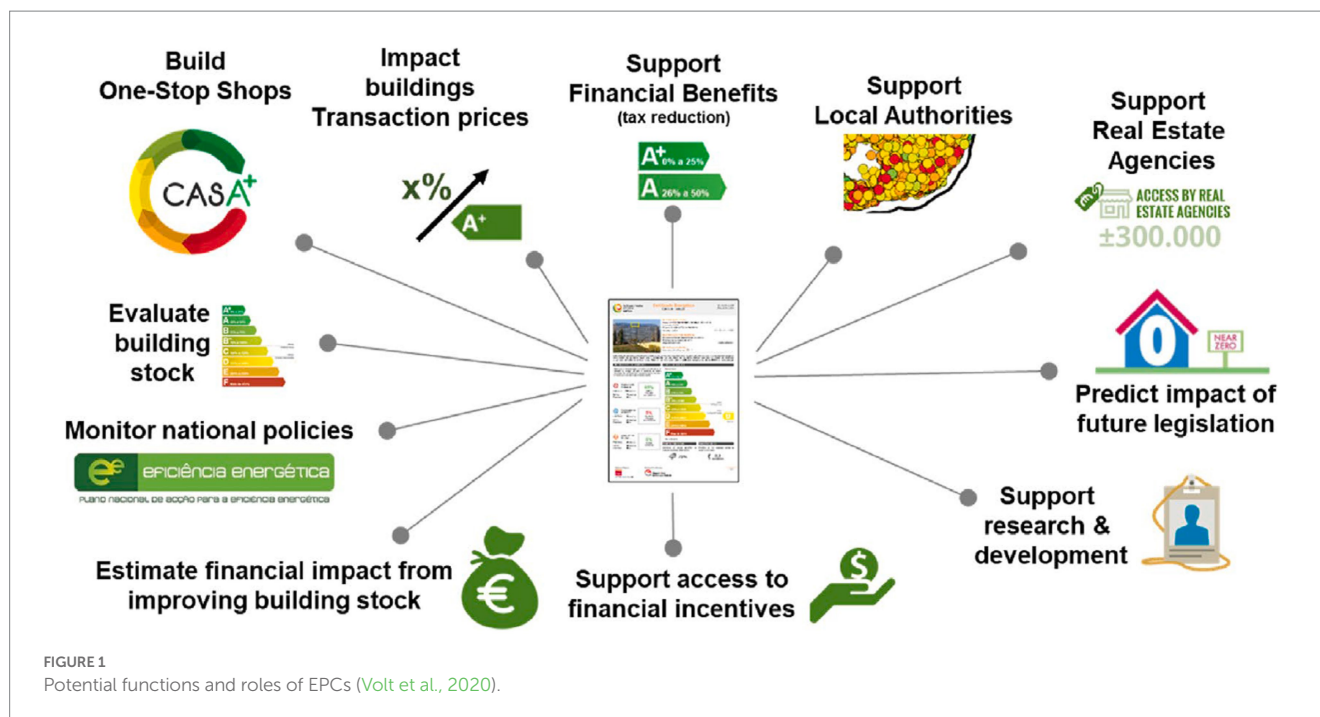 Build
One-Stop Shops
CASA+
Impact
buildings
Transaction prices
x%
A+
Support
Financial Benefits
(tax reduction)
A+ 0% a 25%
A 26% a 50%
Support
Local Authorities
Support
Real Estate
Agencies
ACCESS BY REAL
ESTATE AGENCIES
±300.000
Evaluate
building
stock
A+
A
B
B-
C
D
E
F
0
NEAR
ZERO
Predict impact of
future legislation
Monitor national policies
eficiência energética
PLANO NACIONAL DE ACÇÃO PARA A EFICIÊNCIA ENERGÉTICA
Support
research &
development
Estimate financial impact from
improving building stock
€
Support access to
financial incentives
$
FIGURE 1
Potential functions and roles of EPCs (Volt et al., 2020).